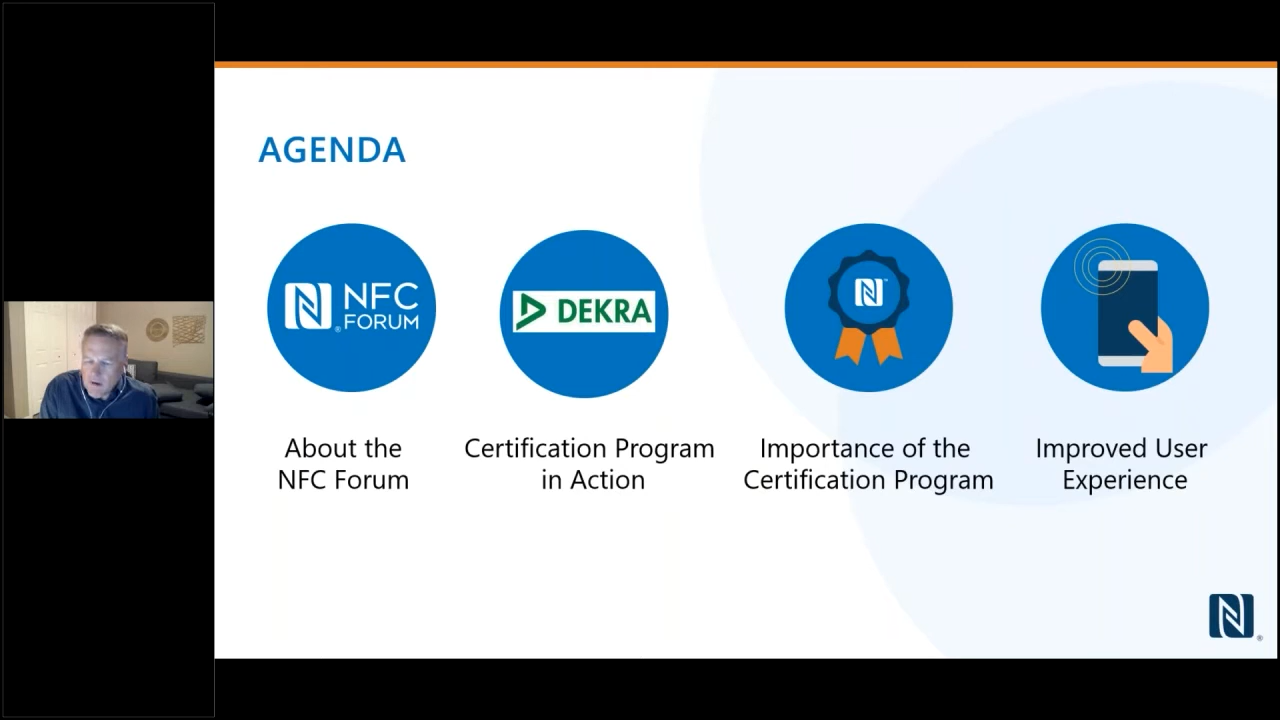 AGENDA
NFC
FORUM
DEKRA
About the
NFC Forum
Certification Program
in Action
Importance of the
Certification Program
Improved User
Experience